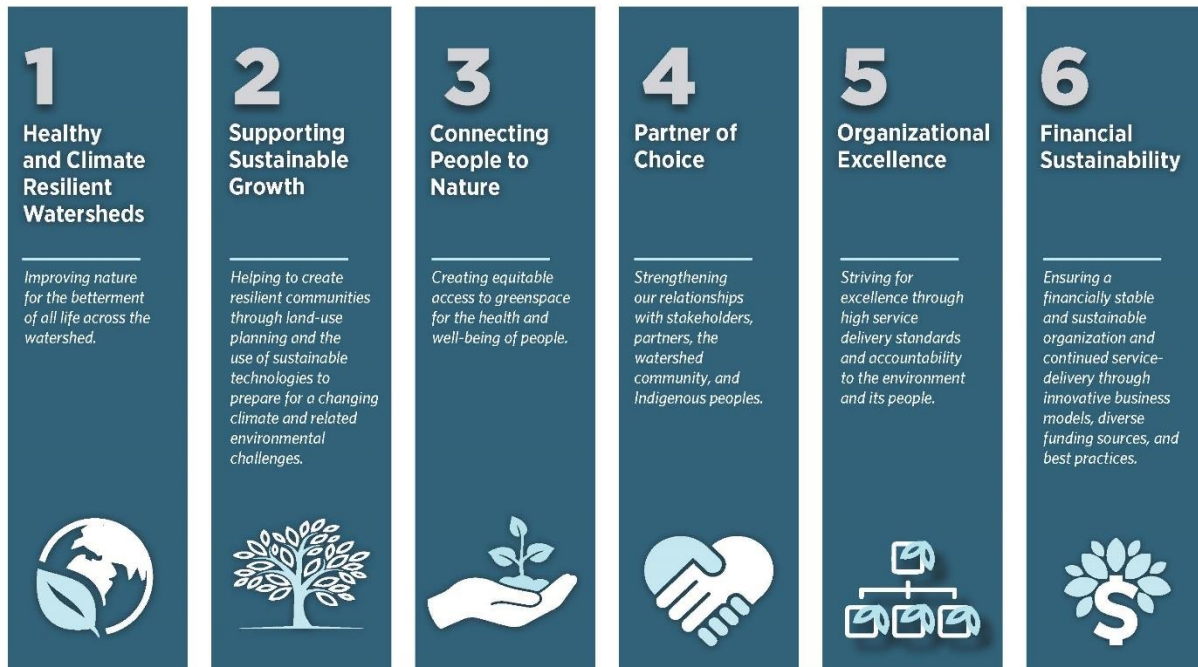 1
Healthy
and Climate
Resilient
Watersheds
Improving nature
for the betterment
of all life across the
watershed.
2
Supporting
Sustainable
Growth
Helping to create
resilient communities
through land-use
planning and the
use of sustainable
technologies to
prepare for a changing
climate and related
environmental
challenges.
3
Connecting
People to
Nature
Creating equitable
access to greenspace
for the health and
well-being of people.
4
Partner of
Choice
Strengthening
our relationships
with stakeholders,
partners, the
watershed
community, and
Indigenous peoples.
5
Organizational
Excellence
Striving for
excellence through
high service
delivery standards
and accountability
to the environment
and its people.
6
Financial
Sustainability
Ensuring a
financially stable
and sustainable
organization and
continued service-
delivery through
innovative business
models, diverse
funding sources, and
best practices.
$